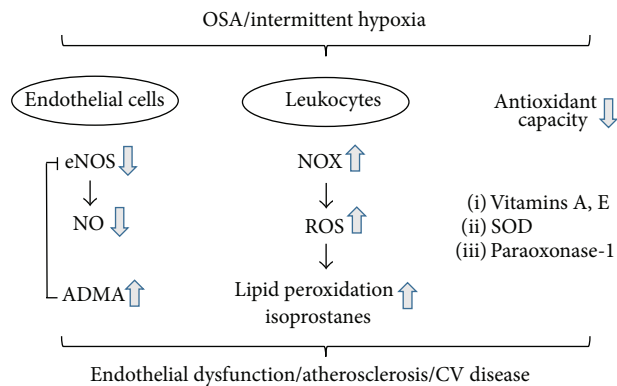 OSA/intermittent hypoxia
Endothelial cells
eNOS
NO
ADMA
Leukocytes
NOX
ROS
Lipid peroxidation
isoprostanes
Antioxidant
capacity
(i) Vitamins A, E
(ii) SOD
(iii) Paraoxonase-1
Endothelial dysfunction/atherosclerosis/CV disease